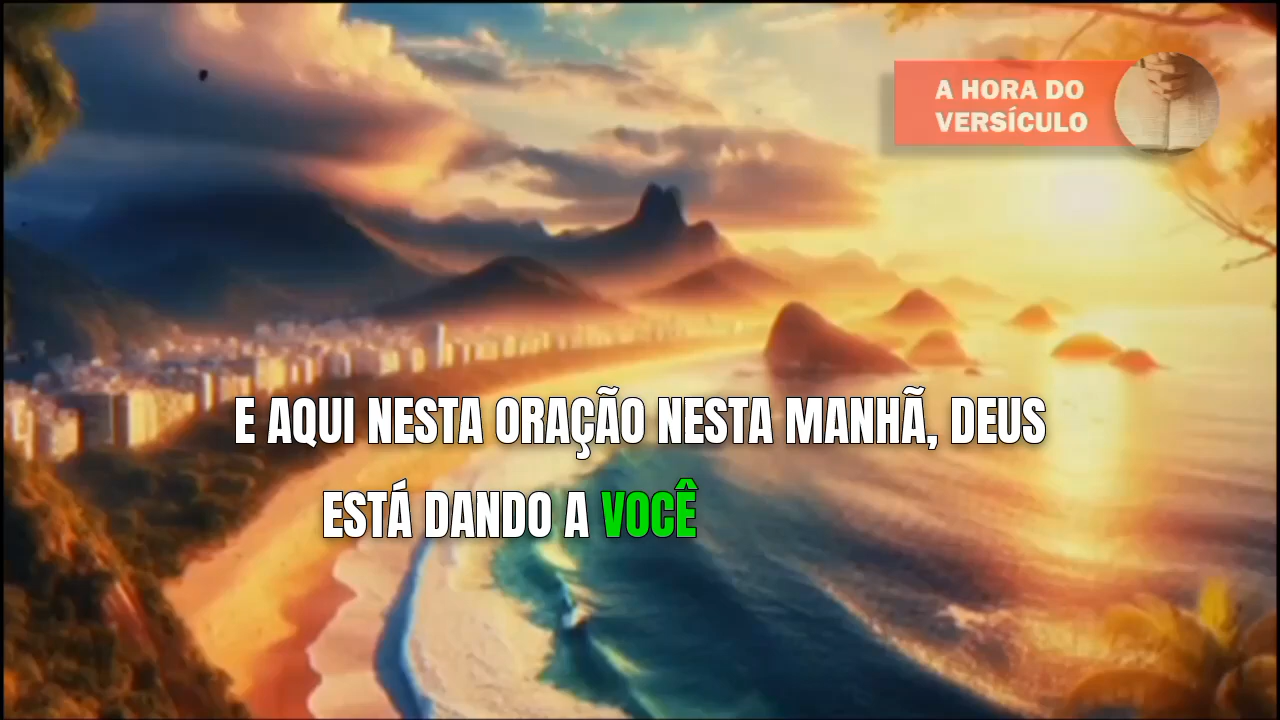 A HORA DO
VERSÍCULO
E AQUI NESTA ORAÇÃO NESTA MANHÃ, DEUS
ESTÁ DANDO A VOCÊ